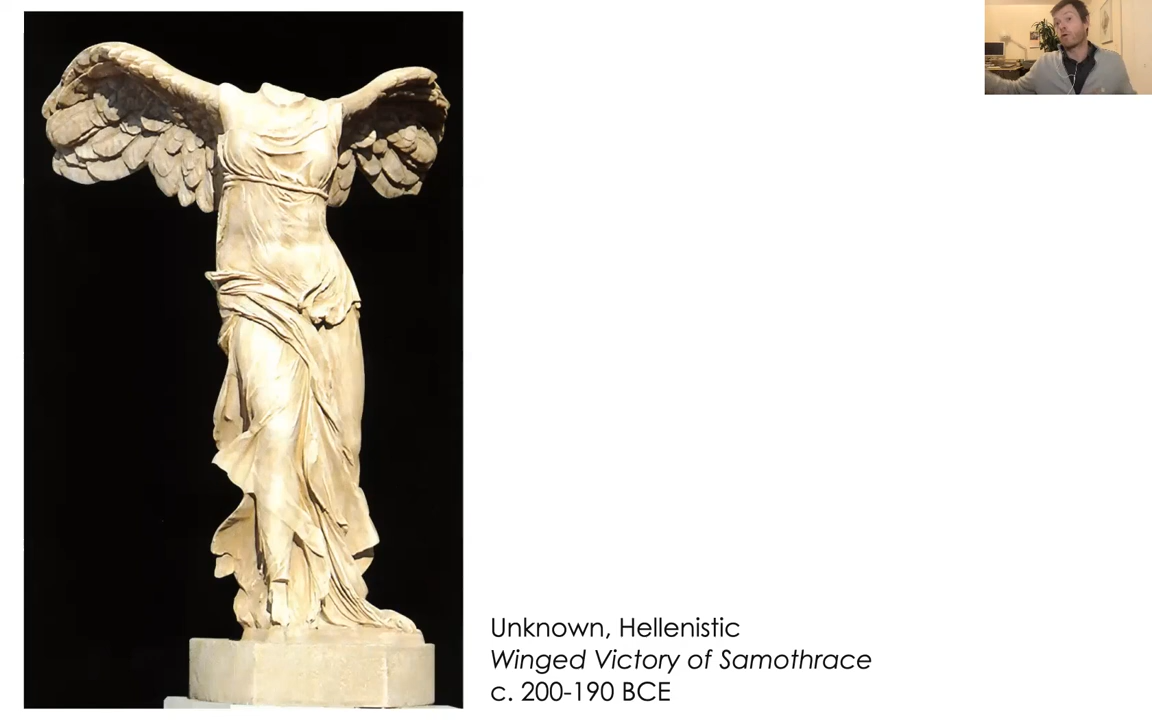 Unknown, Hellenistic
Winged Victory of Samothrace
c. 200-190 BCE